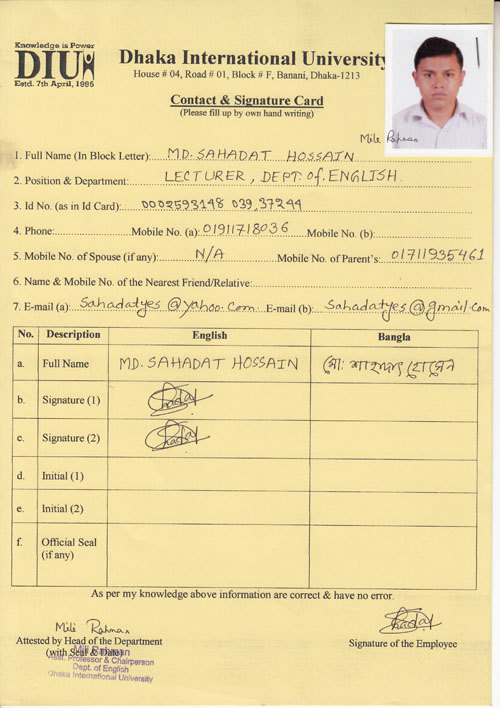 Knowledge is Power
DIU
Estd. 7th April, 1995
Dhaka International University
House # 04, Road # 01, Block # F, Banani, Dhaka-1213
Contact & Signature Card
(Please fill up by own hand writing)
Mili Rahman
1. Full Name (In Block Letter): MD. SAHADAT HOSSAIN
2. Position & Department: LECTURER, DEPT. of ENGLISH.
3. Id No. (as in Id Card): 0002593148 039,37244
4. Phone: Mobile No. (a): 01911718036 Mobile No. (b):
5. Mobile No. of Spouse (if any): N/A Mobile No. of Parent's: 01711935461
6. Name & Mobile No. of the Nearest Friend/Relative:
7. E-mail (a): Sahadatyes@yahoo.com E-mail (b): Sahadatyes@gmail.com
No. Description English Bangla
a. Full Name MD. SAHADAT HOSSAIN মো: শাহাদাৎ হোসেন
b. Signature (1)
c. Signature (2)
d. Initial (1)
e. Initial (2)
f. Official Seal
(if any)
As per my knowledge above information are correct & have no error.
Mili Rahman
Attested by Head of the Department Signature of the Employee
(with Seal & Date)
Mili Rahman
Asst. Professor & Chairperson
Dept. of English
Dhaka International University